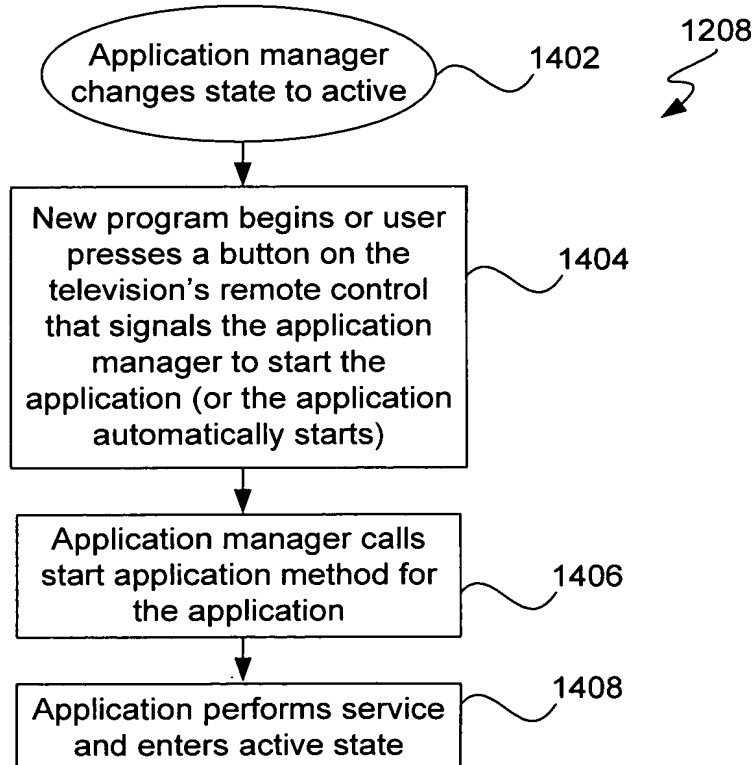 Application manager
changes state to active
1402
1208
New program begins or user
presses a button on the
television's remote control
that signals the application
manager to start the
application (or the application
automatically starts)
1404
Application manager calls
start application method for
the application
1406
Application performs service
and enters active state
1408